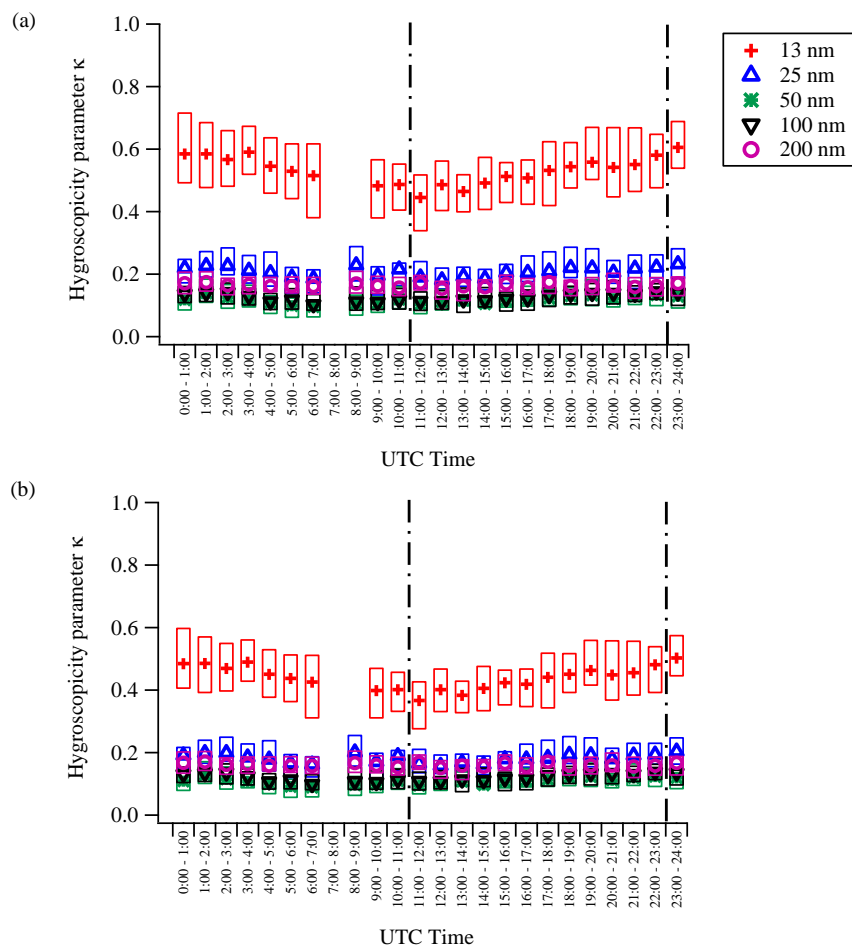 (a)
Hygroscopicity parameter κ
1.0
0.8
0.6
0.4
0.2
0.0
0:00 - 1:00
1:00 - 2:00
2:00 - 3:00
3:00 - 4:00
4:00 - 5:00
5:00 - 6:00
6:00 - 7:00
7:00 - 8:00
8:00 - 9:00
9:00 - 10:00
10:00 - 11:00
11:00 - 12:00
12:00 - 13:00
13:00 - 14:00
14:00 - 15:00
15:00 - 16:00
16:00 - 17:00
17:00 - 18:00
18:00 - 19:00
19:00 - 20:00
20:00 - 21:00
21:00 - 22:00
22:00 - 23:00
23:00 - 24:00
UTC Time
13 nm
25 nm
50 nm
100 nm
200 nm
(b)
Hygroscopicity parameter κ
1.0
0.8
0.6
0.4
0.2
0.0
0:00 - 1:00
1:00 - 2:00
2:00 - 3:00
3:00 - 4:00
4:00 - 5:00
5:00 - 6:00
6:00 - 7:00
7:00 - 8:00
8:00 - 9:00
9:00 - 10:00
10:00 - 11:00
11:00 - 12:00
12:00 - 13:00
13:00 - 14:00
14:00 - 15:00
15:00 - 16:00
16:00 - 17:00
17:00 - 18:00
18:00 - 19:00
19:00 - 20:00
20:00 - 21:00
21:00 - 22:00
22:00 - 23:00
23:00 - 24:00
UTC Time